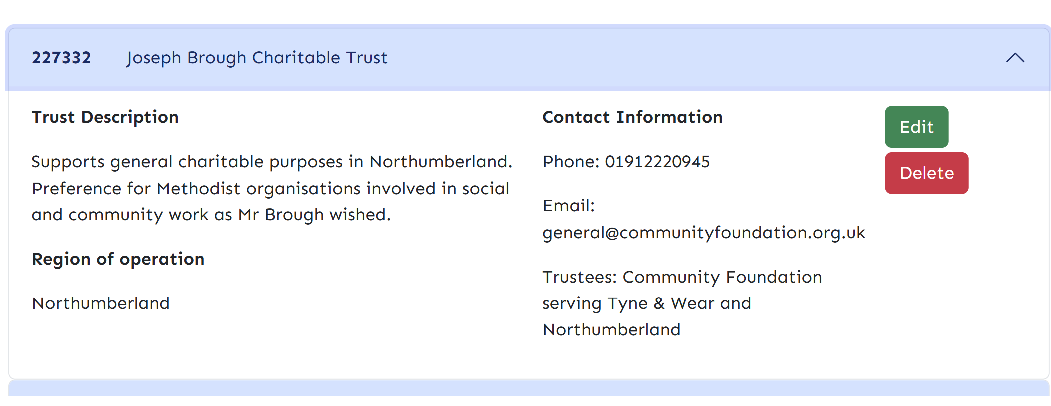 227332 Joseph Brough Charitable Trust
Trust Description
Supports general charitable purposes in Northumberland.
Preference for Methodist organisations involved in social
and community work as Mr Brough wished.
Region of operation
Northumberland
Contact Information
Phone: 01912220945
Email:
general@communityfoundation.org.uk
Trustees: Community Foundation
serving Tyne & Wear and
Northumberland
Edit
Delete